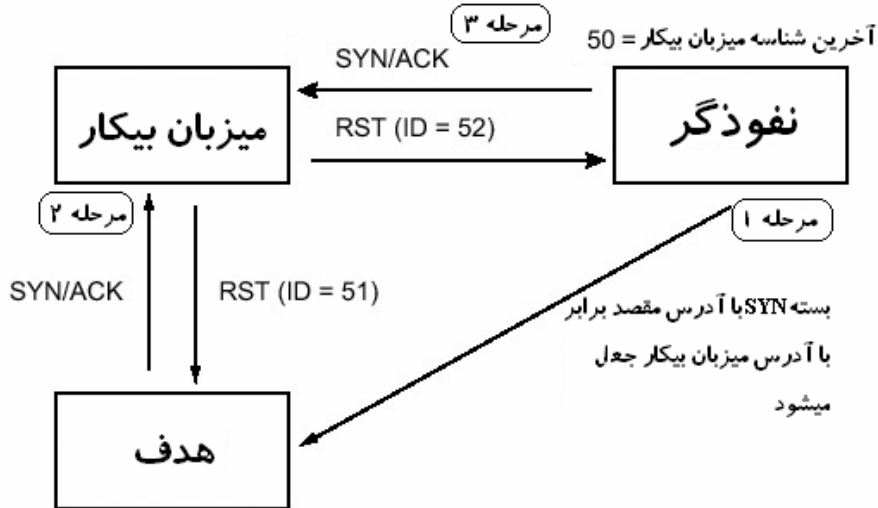 مرحله ۳
آخرین شناسه میزبان بیکار = 50
SYN/ACK
میزبان بیکار
نفوذگر
RST (ID = 52)
مرحله ۲
مرحله ۱
SYN/ACK
RST (ID = 51)
بسته SYN با آدرس مقصد برابر
با آدرس میزبان بیکار جعل
میشود
هدف